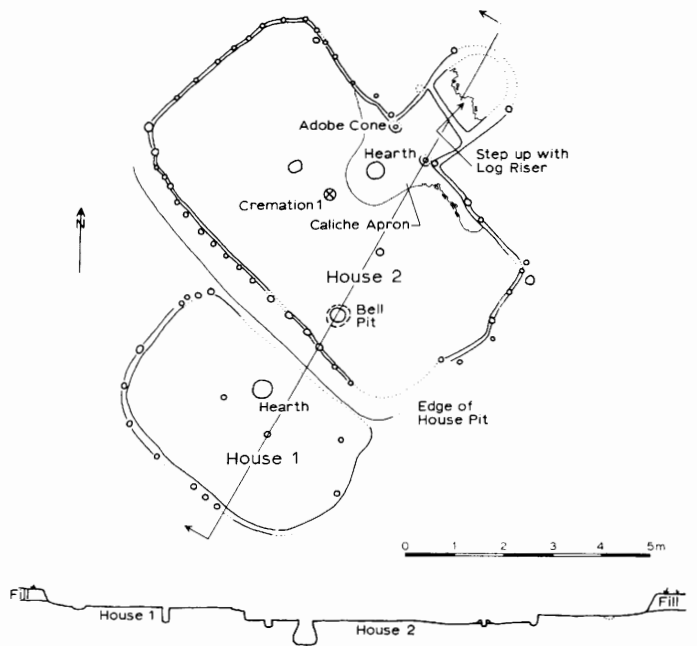 Adobe Cone
Hearth
Step up with
Log Riser
Cremation 1
Caliche Apron
N
House 2
Bell
Pit
Hearth
Edge of
House Pit
House 1
0 1 2 3 4 5m
Fill
House 1
House 2
Fill